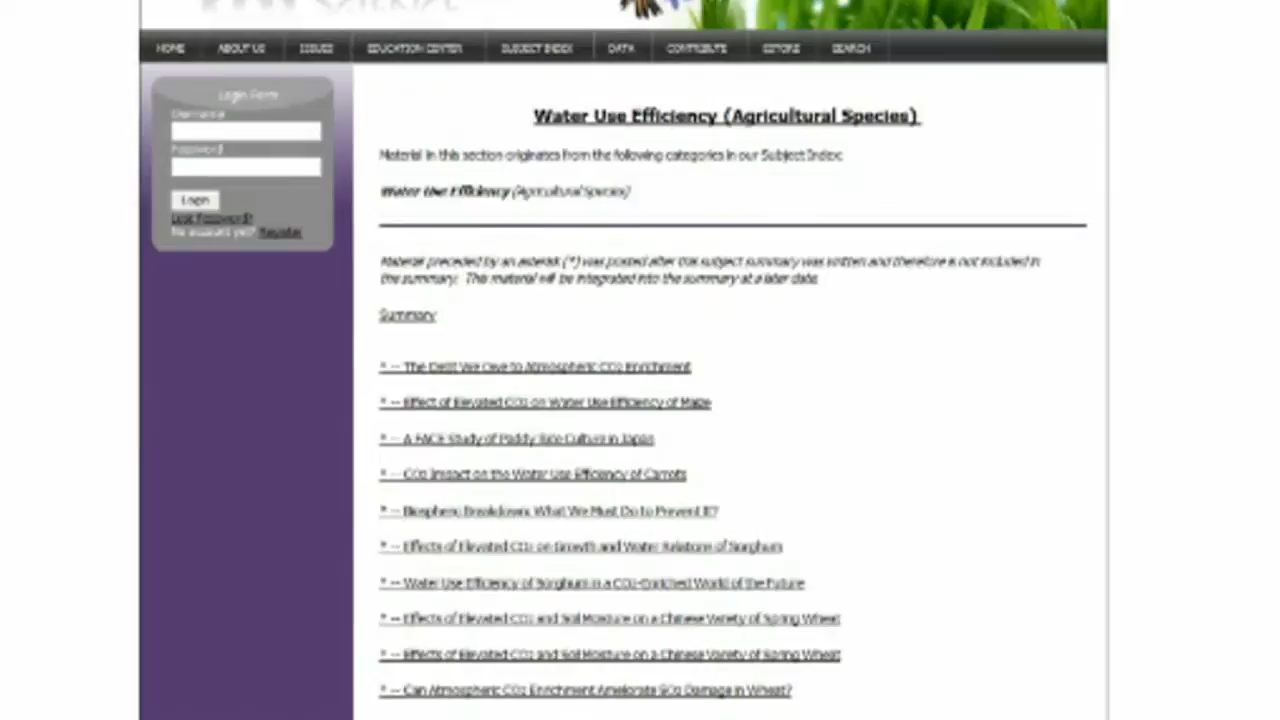 HOME ABOUT US ISSUES EDUCATION CENTER SUBJECT INDEX DATA CONTRIBUTE EDITORS SEARCH
Login Form
Username
Password
Login
Lost Password?
No account yet? Register
Water Use Efficiency (Agricultural Species)
Material in this section originates from the following categories in our Subject Index:
Water Use Efficiency (Agricultural Species)
Material preceded by an asterisk (*) was posted after this subject summary was written and therefore is not included in
the summary. This material will be integrated into the summary at a later date.
Summary
* -- The Debt We Owe to Atmospheric CO2 Enrichment
* -- Effect of Elevated CO2 on Water Use Efficiency of Maize
* -- A FACE Study of Paddy Rice Culture in Japan
* -- CO2 Impact on the Water Use Efficiency of Carrots
* -- Biospheric Breakdown: What We Must Do to Prevent It?
* -- Effects of Elevated CO2 on Growth and Water Relations of Sorghum
* -- Water Use Efficiency of Sorghum in a CO2-Enriched World of the Future
* -- Effects of Elevated CO2 and Soil Moisture on a Chinese Variety of Spring Wheat
* -- Effects of Elevated CO2 and Soil Moisture on a Chinese Variety of Spring Wheat
* -- Can Atmospheric CO2 Enrichment Ameliorate SO2 Damage in Wheat?